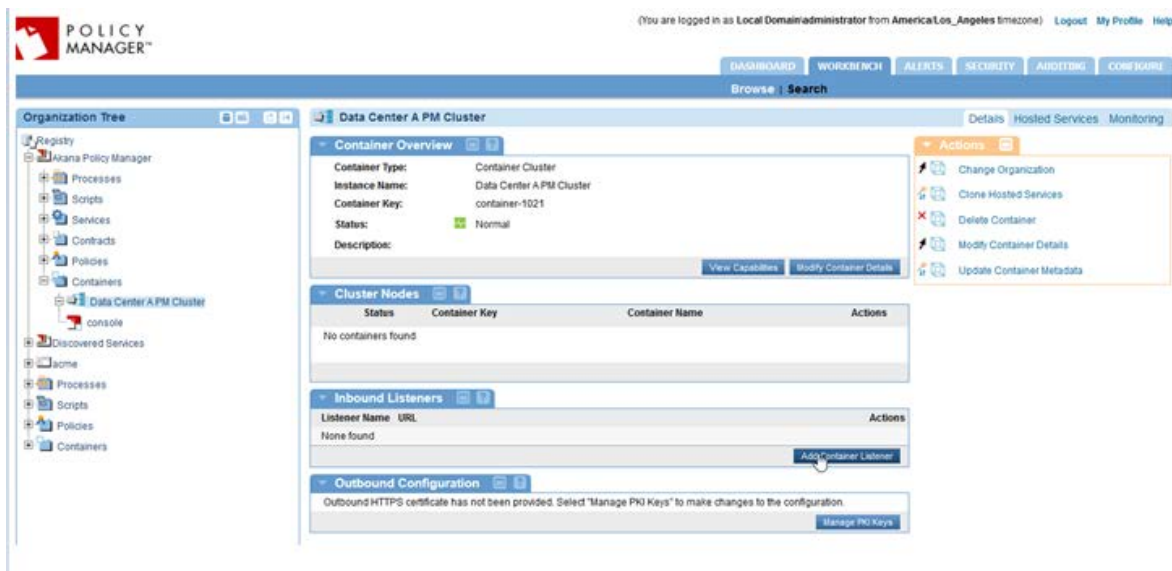 (You are logged in as Local Domain\administrator from America/Los_Angeles timezone) Logout My Profile Help
POLICY
MANAGER™
DASHBOARD WORKBENCH ALERTS SECURITY AUDITING CONFIGURE
Browse | Search
Organization Tree
Registry
Akana Policy Manager
Processes
Scripts
Services
Contracts
Policies
Containers
Data Center A PM Cluster
console
Discovered Services
acme
Processes
Scripts
Policies
Containers
Data Center A PM Cluster
Details Hosted Services Monitoring
Container Overview
Container Type: Container Cluster
Instance Name: Data Center A PM Cluster
Container Key: container-1021
Status: Normal
Description:
View Capabilities Modify Container Details
Cluster Nodes
Status Container Key Container Name Actions
No containers found
Inbound Listeners
Listener Name URL Actions
None found
Add Container Listener
Outbound Configuration
Outbound HTTPS certificate has not been provided. Select "Manage PKI Keys" to make changes to the configuration.
Manage PKI Keys
Actions
Change Organization
Clone Hosted Services
Delete Container
Modify Container Details
Update Container Metadata